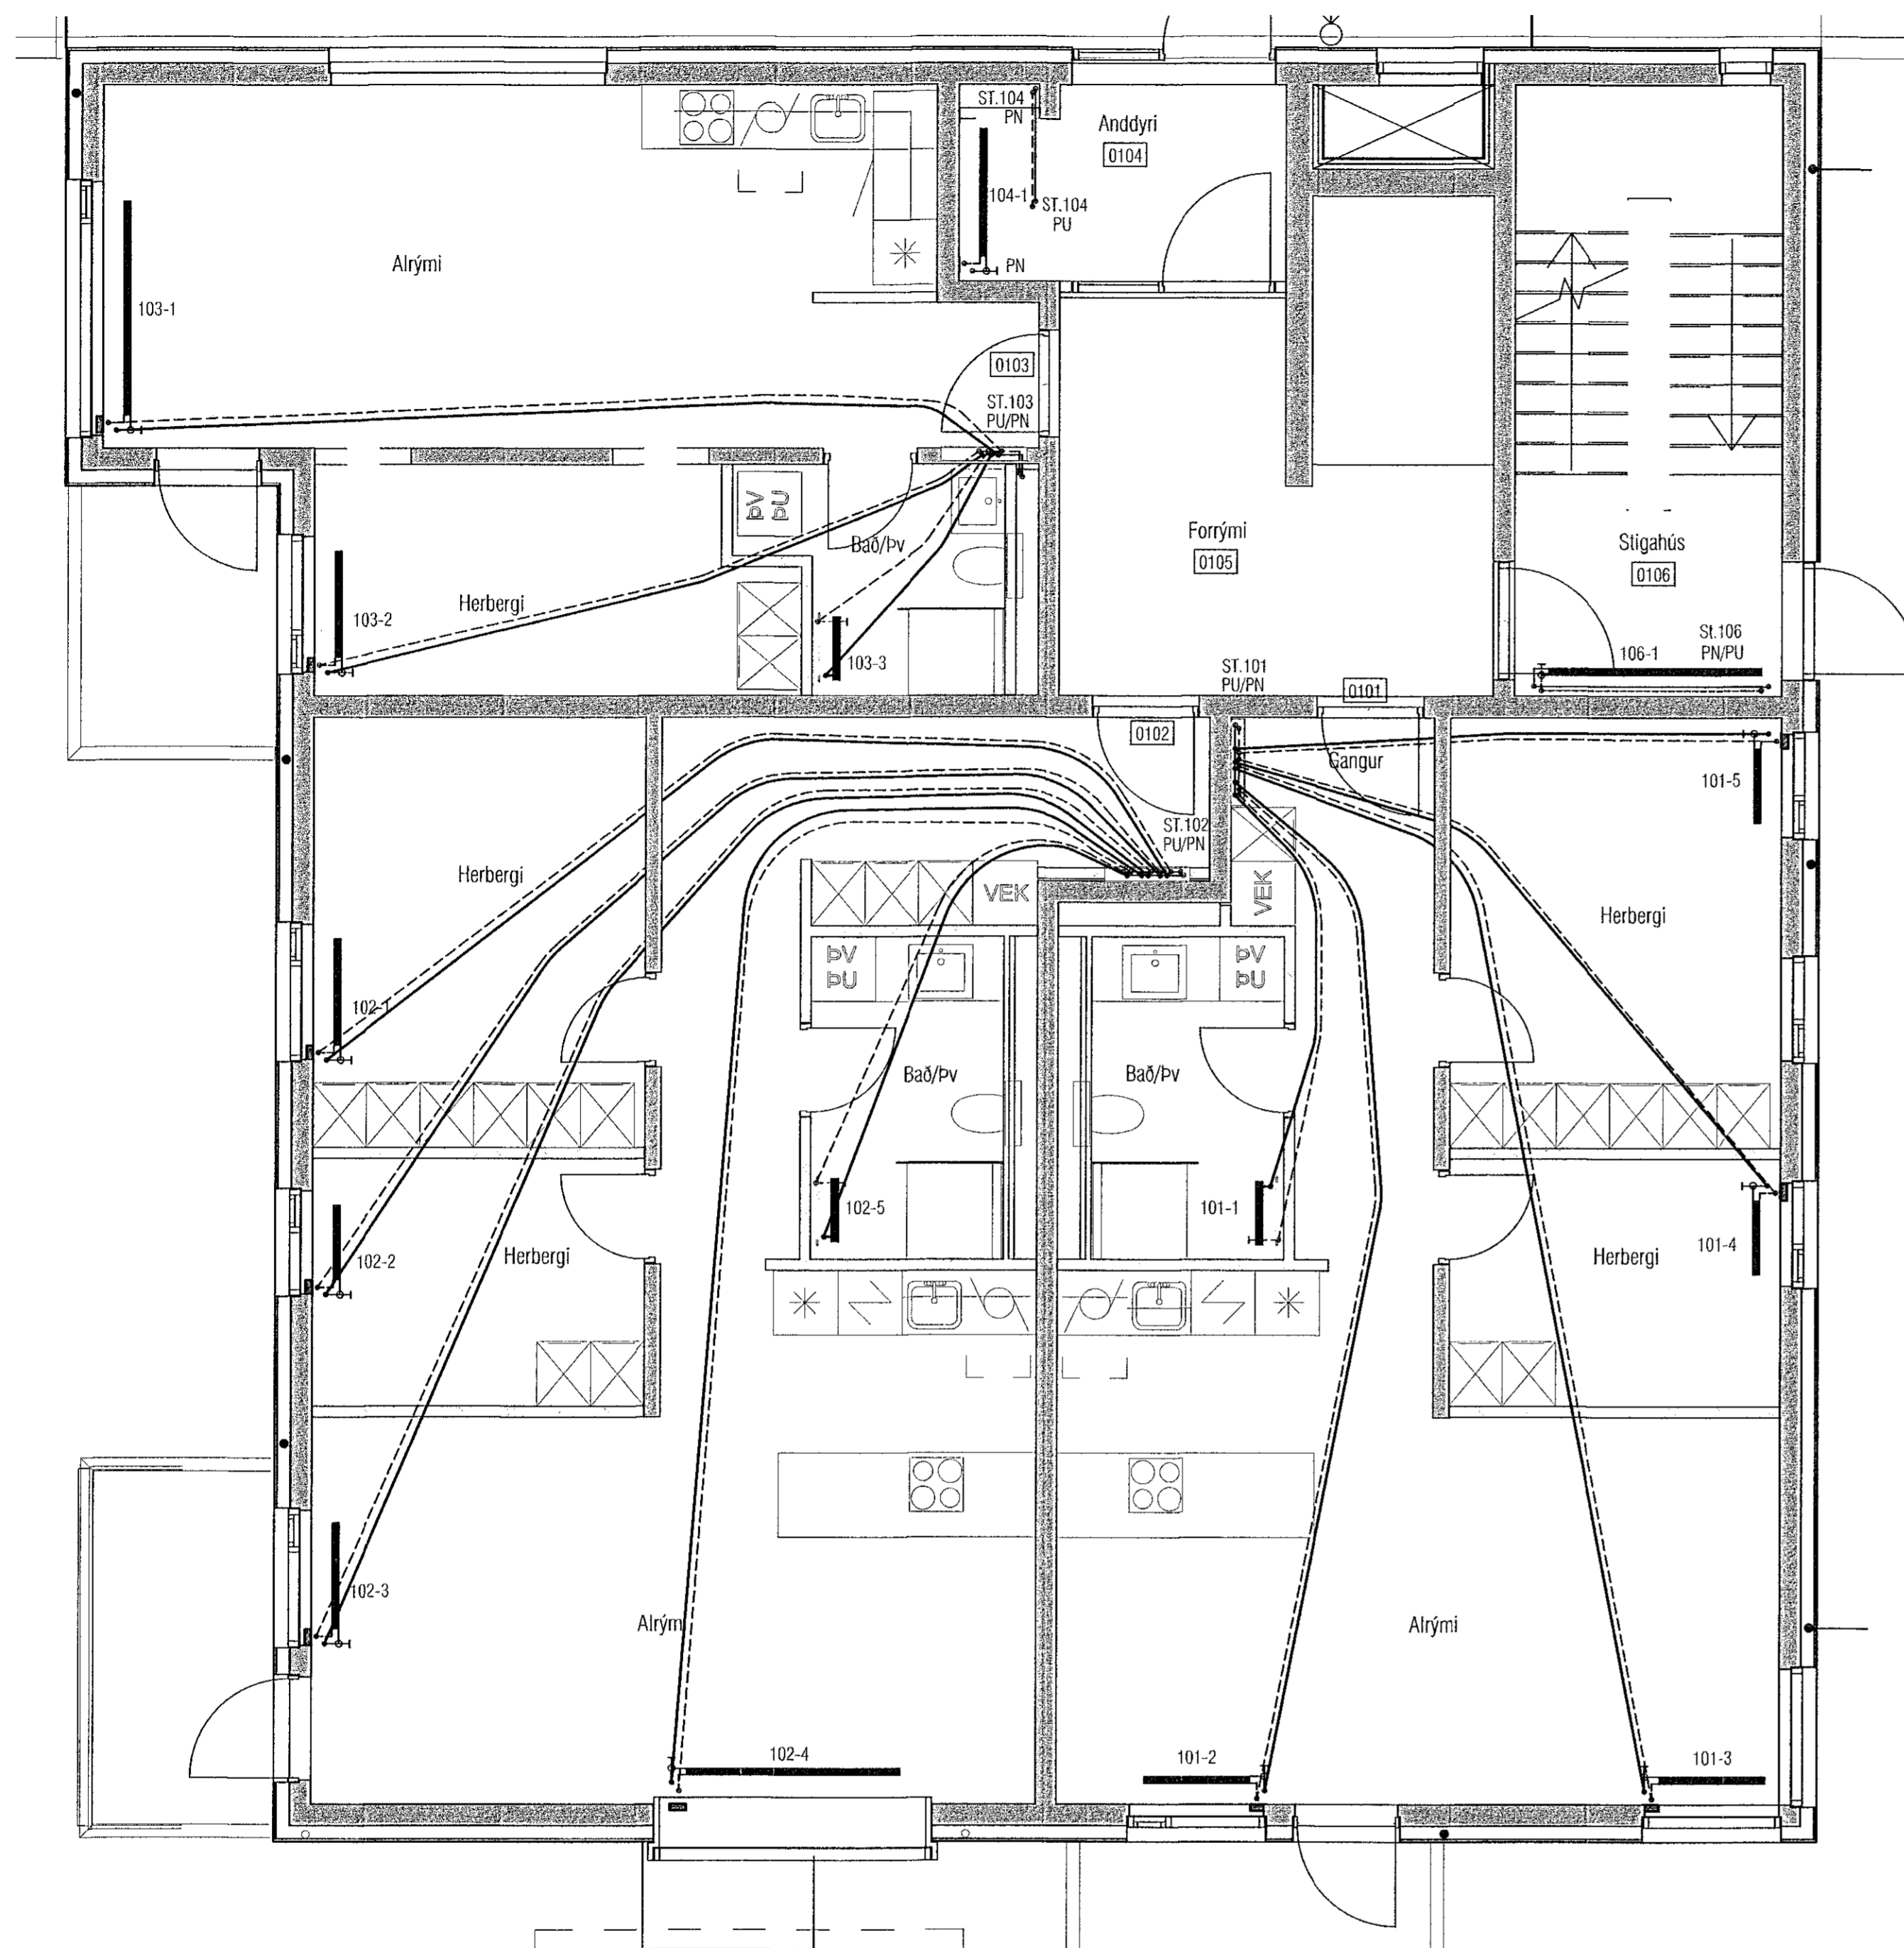 ST.104
PN
Anddyri
0104
104-1
ST.104
PU
PN
Alrými
103-1
0103
ST.103
PU/PN
ÞV
ÞU
Bað/Þv
Forrými
0105
Stigahús
0106
Herbergi
103-2
103-3
St.106
PN/PU
106-1
ST.101
PU/PN
0101
0102
Gangur
101-5
ST.102
PU/PN
Herbergi
VEK
VEK
Herbergi
ÞV
ÞU
ÞV
ÞU
102-1
Bað/Þv
Bað/Þv
102-5
101-1
102-2
Herbergi
Herbergi
101-4
102-3
Alrými
Alrými
102-4
101-2
101-3